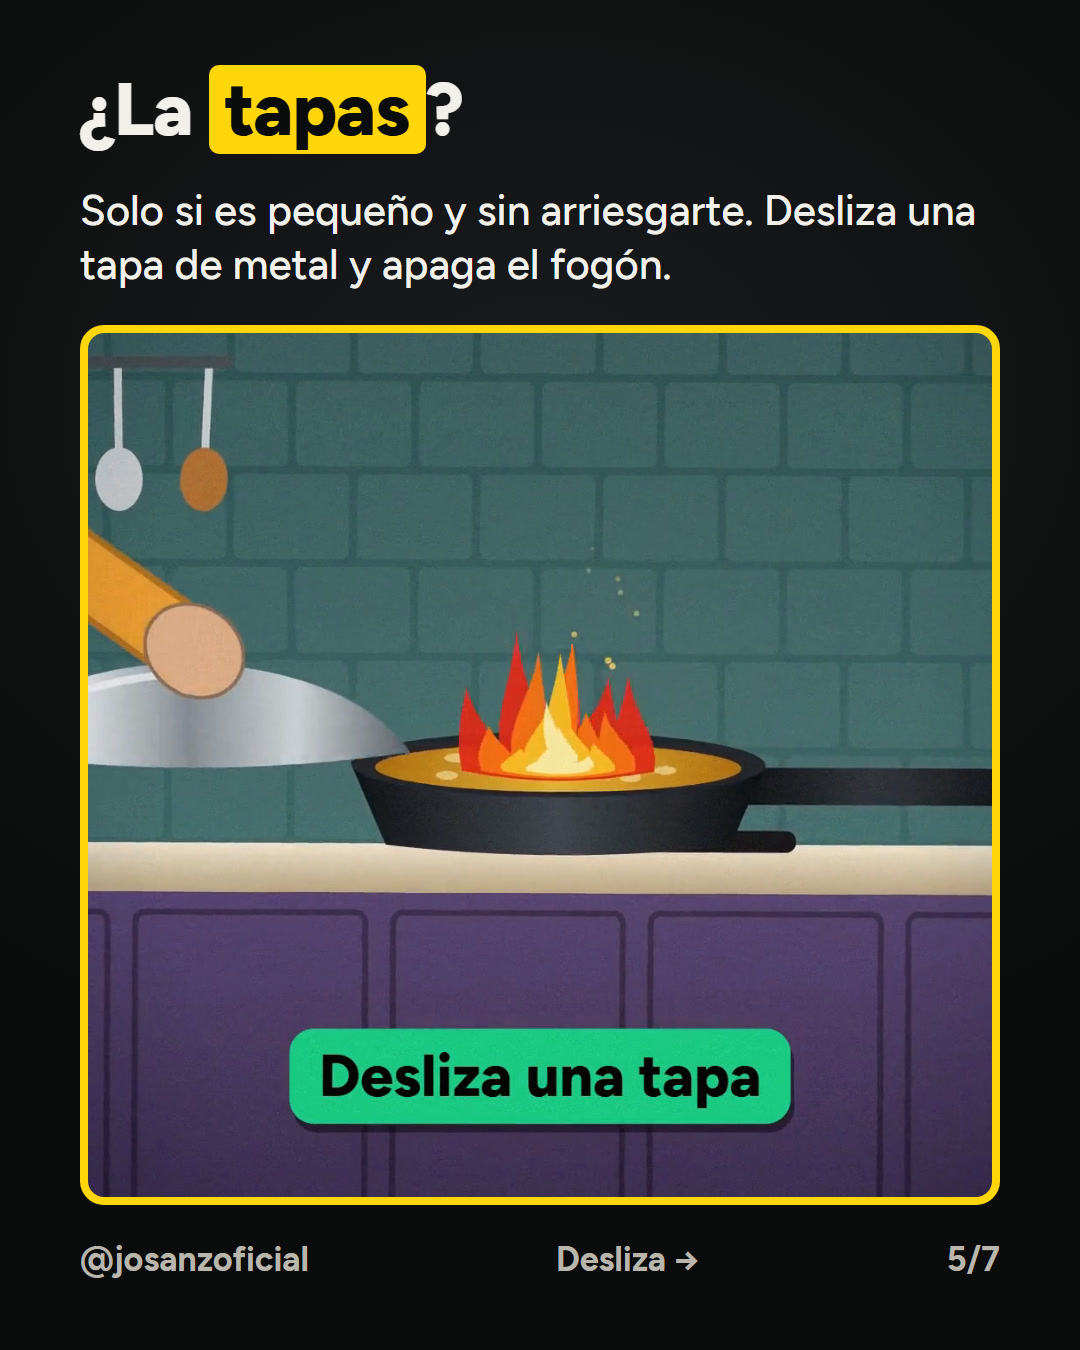 ¿La tapas?
Solo si es pequeño y sin arriesgarte. Desliza una
tapa de metal y apaga el fogón.
Desliza una tapa
@josanzoficial
Desliza →
5/7